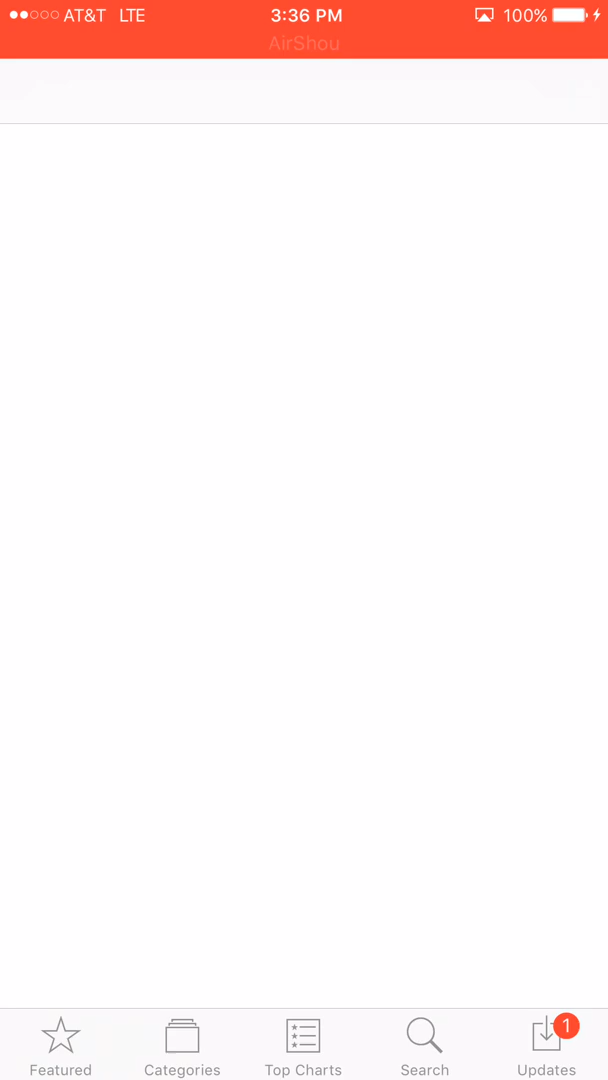 AT&T LTE 3:36 PM 100%
AirShou
1
Featured Categories Top Charts Search Updates